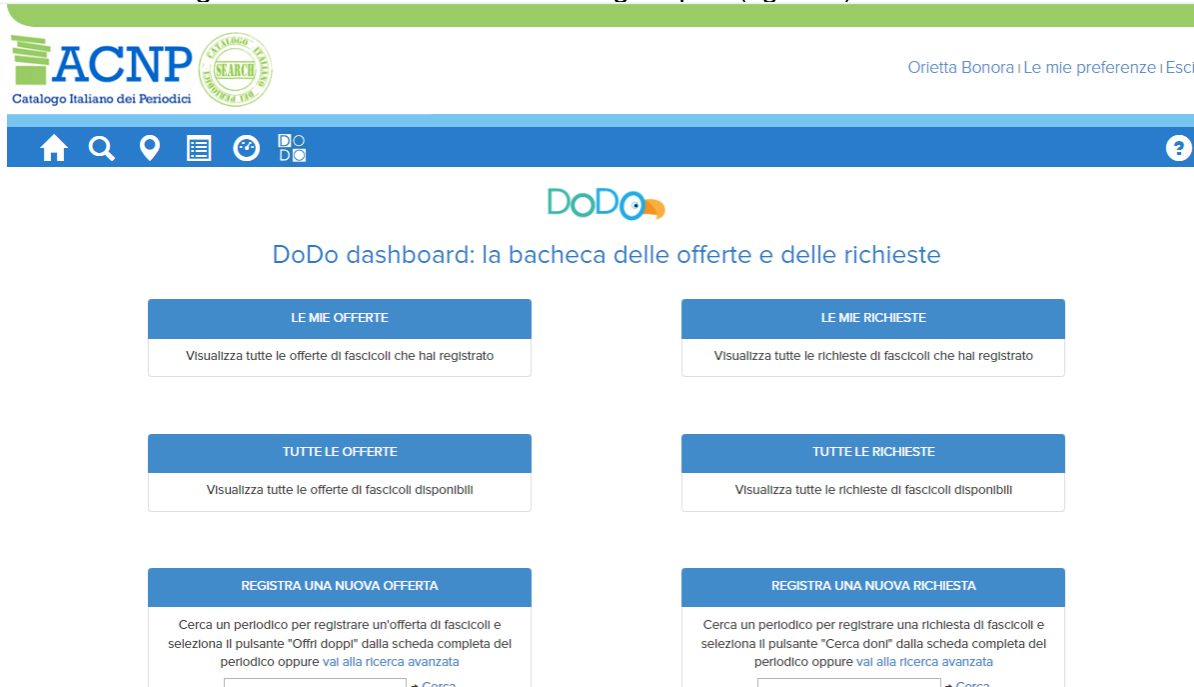 ACNP
Catalogo Italiano dei Periodici
CATALOGO ITALIANO DEI PERIODICI
SEARCH
Orietta Bonora | Le mie preferenze | Esci
DO
DO
?
DoDo
DoDo dashboard: la bacheca delle offerte e delle richieste
LE MIE OFFERTE
Visualizza tutte le offerte di fascicoli che hai registrato
LE MIE RICHIESTE
Visualizza tutte le richieste di fascicoli che hai registrato
TUTTE LE OFFERTE
Visualizza tutte le offerte di fascicoli disponibili
TUTTE LE RICHIESTE
Visualizza tutte le richieste di fascicoli disponibili
REGISTRA UNA NUOVA OFFERTA
Cerca un periodico per registrare un'offerta di fascicoli e
seleziona il pulsante "Offri doppi" dalla scheda completa del
periodico oppure vai alla ricerca avanzata
Cerca
REGISTRA UNA NUOVA RICHIESTA
Cerca un periodico per registrare una richiesta di fascicoli e
seleziona il pulsante "Cerca doni" dalla scheda completa del
periodico oppure vai alla ricerca avanzata
Cerca